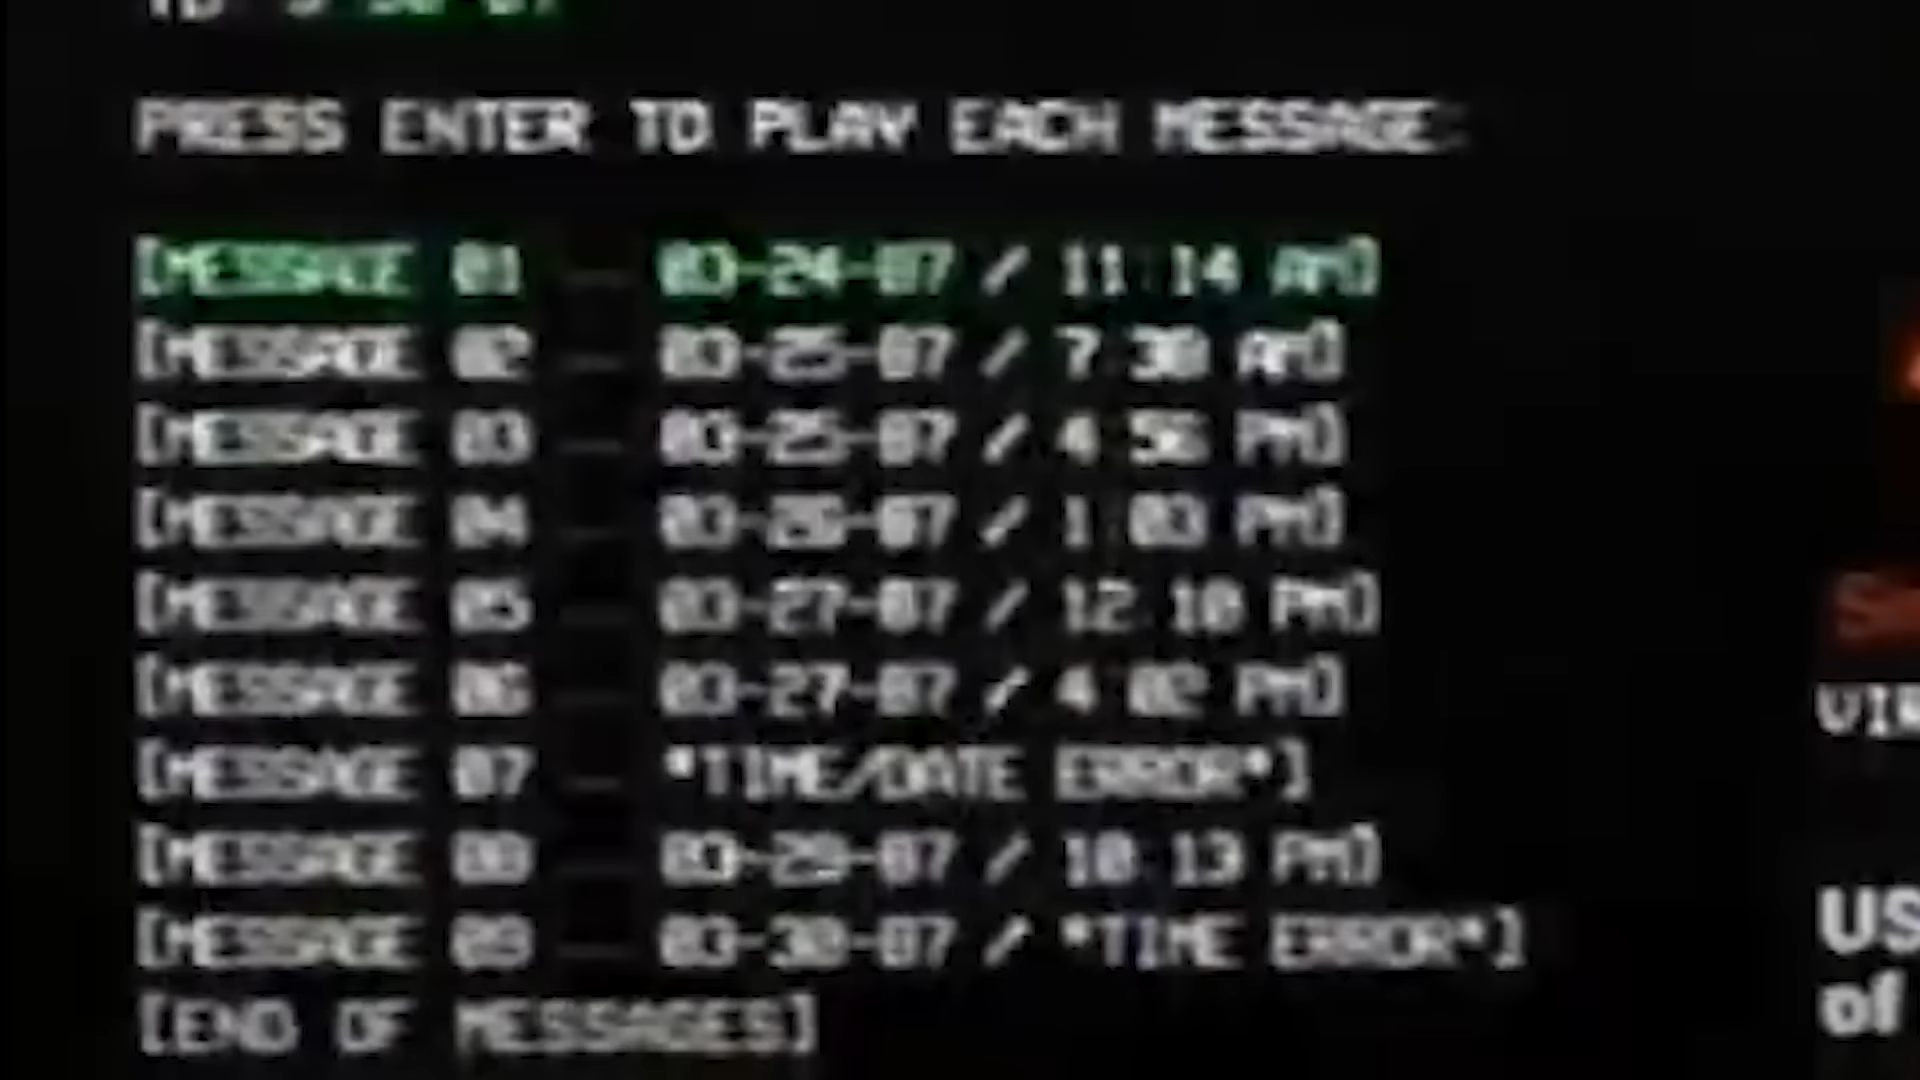 PRESS ENTER TO PLAY EACH MESSAGE:
[MESSAGE 01 — 03-24-07 / 11:14 AM]
[MESSAGE 02 — 03-25-07 / 7:30 AM]
[MESSAGE 03 — 03-25-07 / 4:56 PM]
[MESSAGE 04 — 03-26-07 / 1:03 PM]
[MESSAGE 05 — 03-27-07 / 12:10 PM]
[MESSAGE 06 — 03-27-07 / 4:02 PM]
[MESSAGE 07 — *TIME/DATE ERROR*]
[MESSAGE 08 — 03-29-07 / 10:13 PM]
[MESSAGE 09 — 03-30-07 / *TIME ERROR*]
[END OF MESSAGES]
US
of